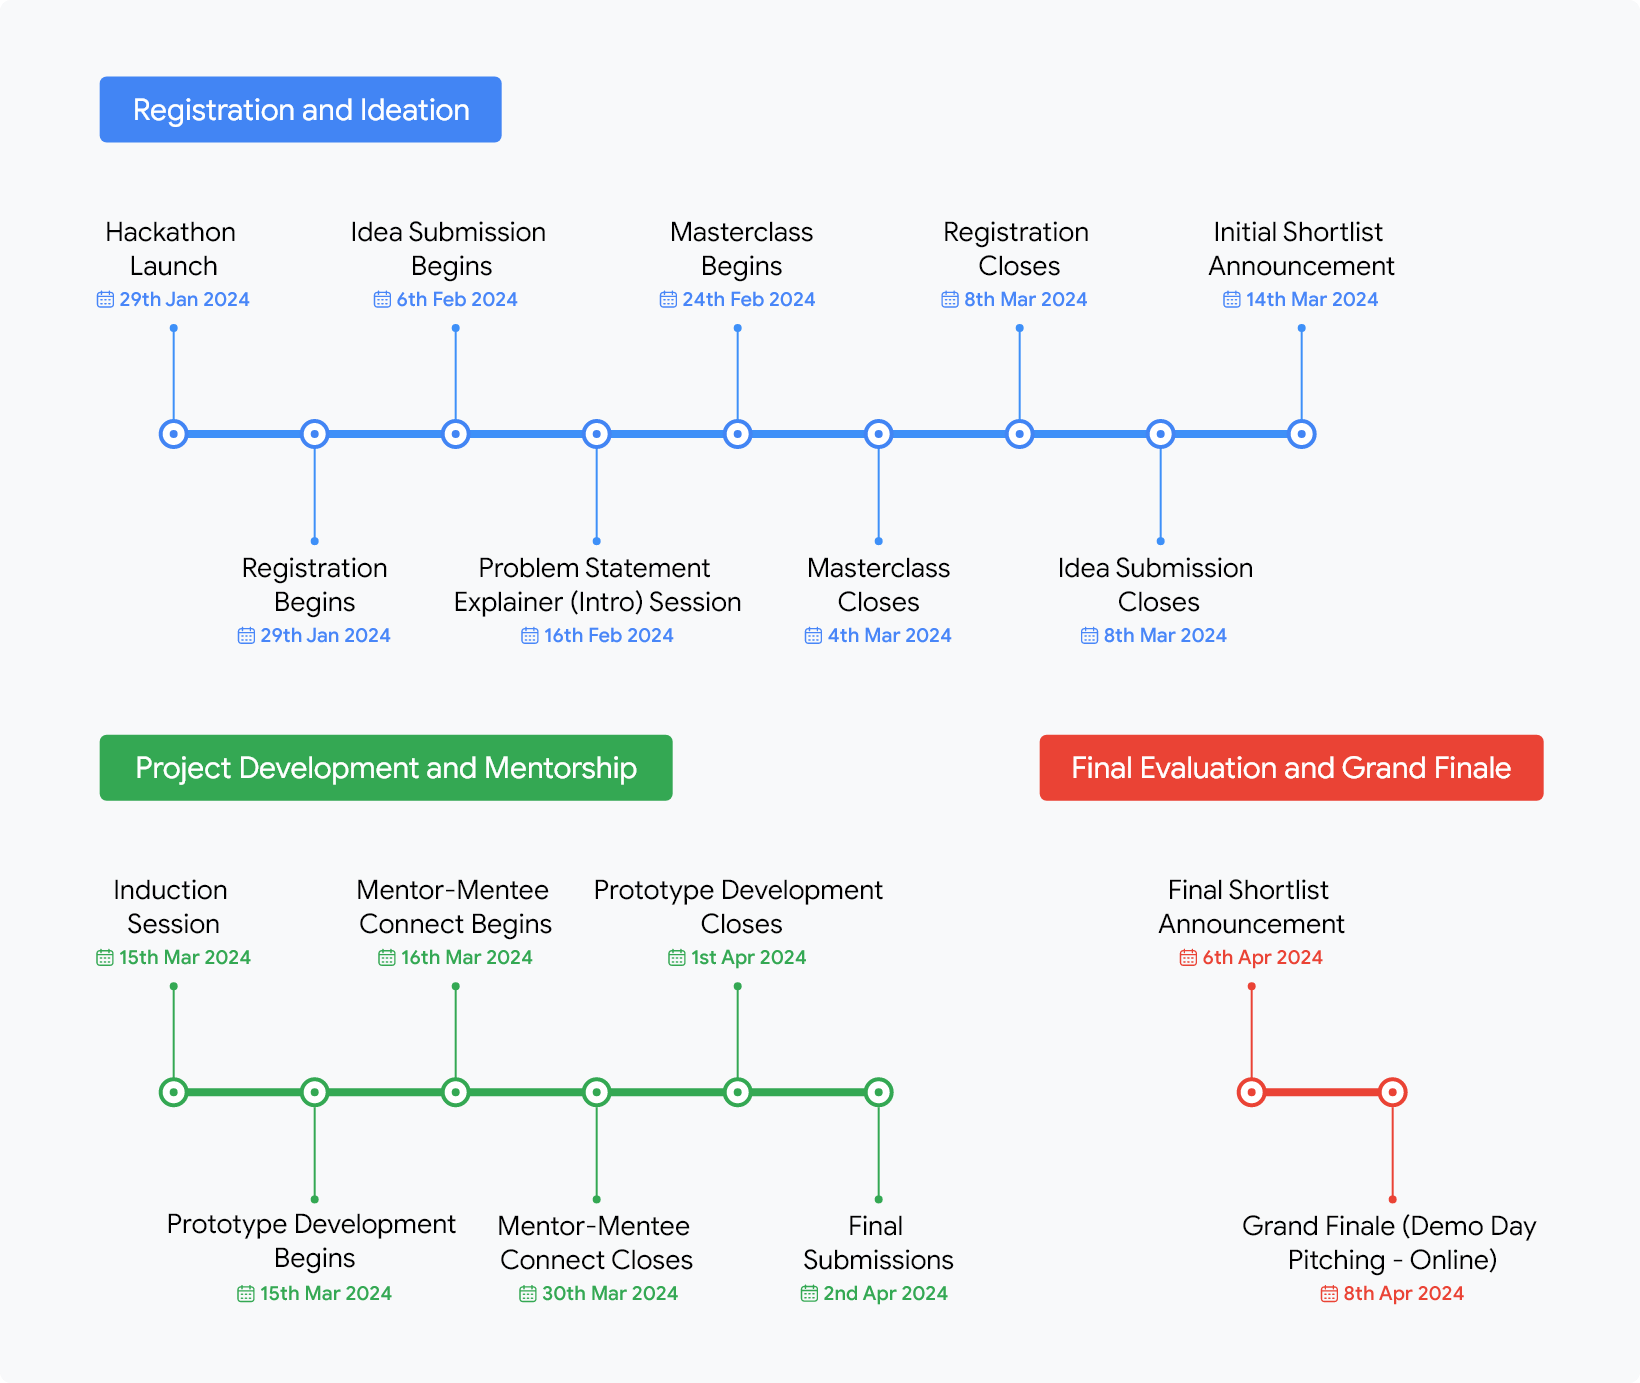 Registration and Ideation
Hackathon
Launch
29th Jan 2024
Idea Submission
Begins
6th Feb 2024
Masterclass
Begins
24th Feb 2024
Registration
Closes
8th Mar 2024
Initial Shortlist
Announcement
14th Mar 2024
Registration
Begins
29th Jan 2024
Problem Statement
Explainer (Intro) Session
16th Feb 2024
Masterclass
Closes
4th Mar 2024
Idea Submission
Closes
8th Mar 2024
Project Development and Mentorship
Induction
Session
15th Mar 2024
Mentor-Mentee
Connect Begins
16th Mar 2024
Prototype Development
Closes
1st Apr 2024
Prototype Development
Begins
15th Mar 2024
Mentor-Mentee
Connect Closes
30th Mar 2024
Final
Submissions
2nd Apr 2024
Final Evaluation and Grand Finale
Final Shortlist
Announcement
6th Apr 2024
Grand Finale (Demo Day
Pitching - Online)
8th Apr 2024